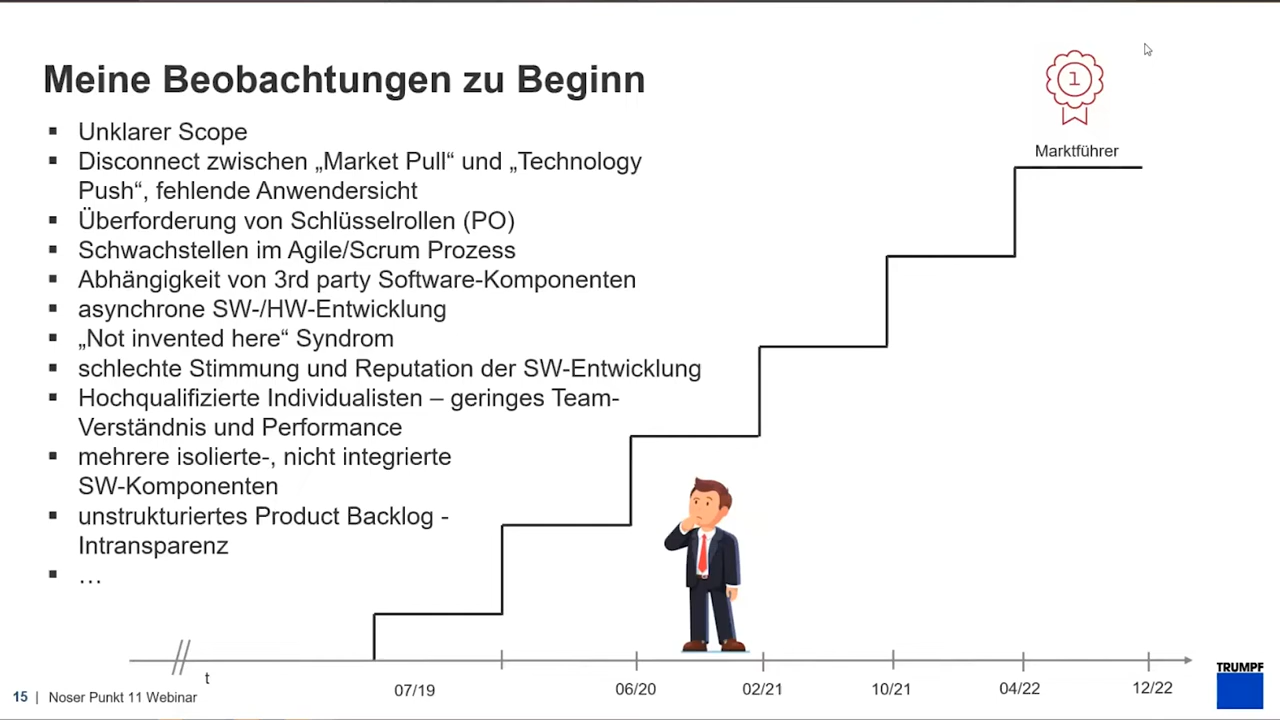 Meine Beobachtungen zu Beginn
▪ Unklarer Scope
▪ Disconnect zwischen „Market Pull“ und „Technology
Push“, fehlende Anwendersicht
▪ Überforderung von Schlüsselrollen (PO)
▪ Schwachstellen im Agile/Scrum Prozess
▪ Abhängigkeit von 3rd party Software-Komponenten
▪ asynchrone SW-/HW-Entwicklung
▪ „Not invented here“ Syndrom
▪ schlechte Stimmung und Reputation der SW-Entwicklung
▪ Hochqualifizierte Individualisten – geringes Team-
Verständnis und Performance
▪ mehrere isolierte-, nicht integrierte
SW-Komponenten
▪ unstrukturiertes Product Backlog -
Intransparenz
▪ …
1
Marktführer
t
07/19
06/20
02/21
10/21
04/22
12/22
15 | Noser Punkt 11 Webinar
TRUMPF